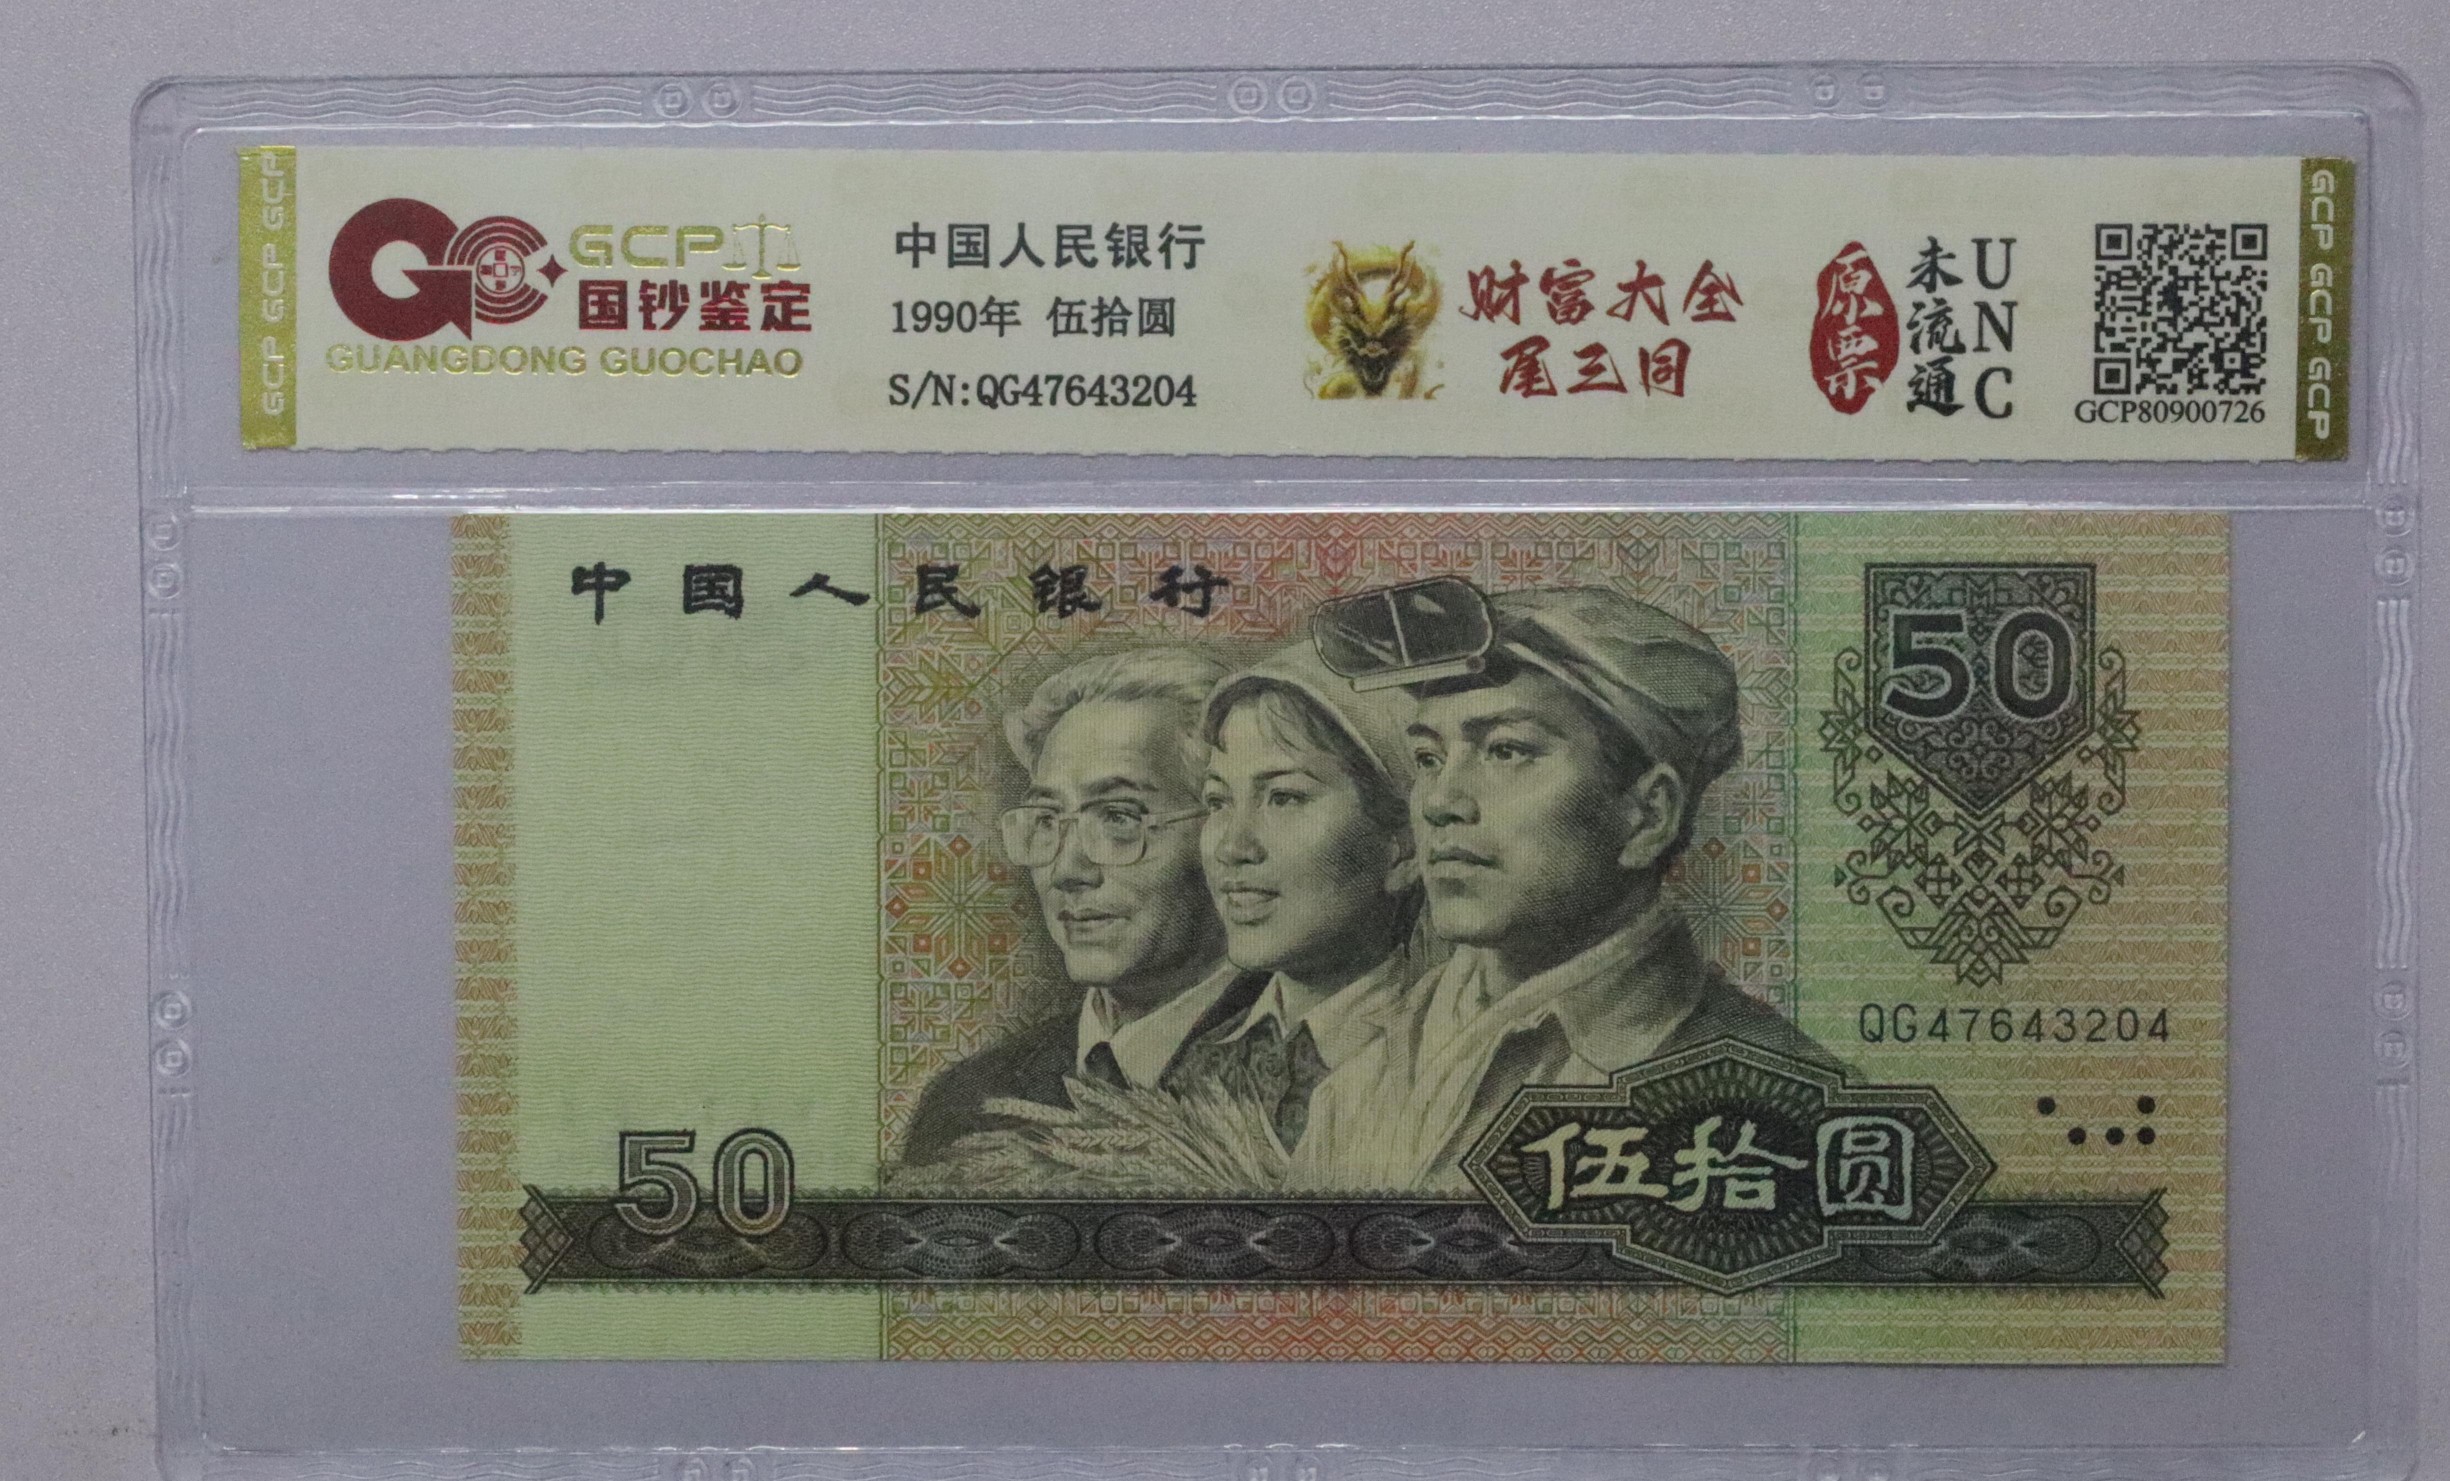 GCP GCP GCP
GCP
国钞鉴定
GUANGDONG GUOCHAO
中国人民银行
1990年 伍拾圆
S/N:QG47643204
财富大全
尾三同
原票
未流通
UNC
GCP80900726
GCP GCP GCP
中国人民银行
50
QG47643204
50
伍拾圆